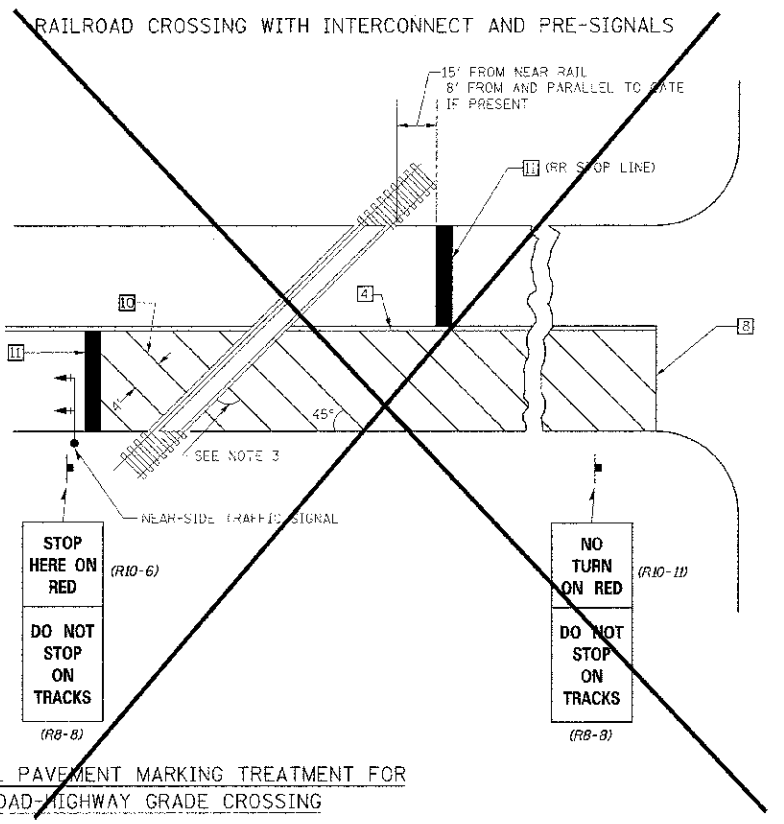 RAILROAD CROSSING WITH INTERCONNECT AND PRE-SIGNALS
15' FROM NEAR RAIL
8' FROM AND PARALLEL TO GATE
IF PRESENT
11 (RR STOP LINE)
10
4
8
11
4'
45°
SEE NOTE 3
NEAR-SIDE TRAFFIC SIGNAL
STOP
HERE ON
RED
(R10-6)
DO NOT
STOP
ON
TRACKS
(R8-8)
NO
TURN
ON RED
(R10-11)
DO NOT
STOP
ON
TRACKS
(R8-8)
L PAVEMENT MARKING TREATMENT FOR
OAD-HIGHWAY GRADE CROSSING